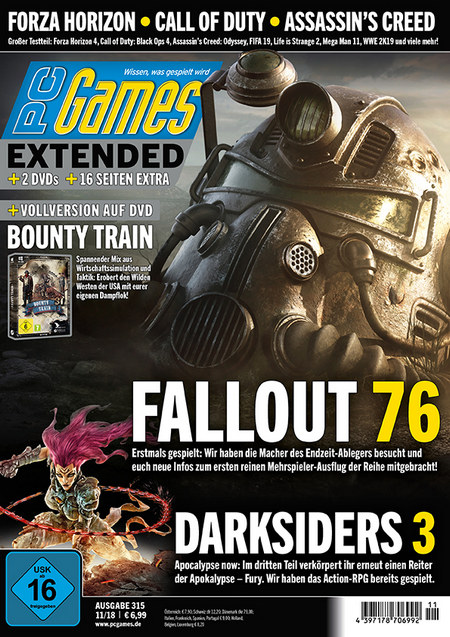 FORZA HORIZON • CALL OF DUTY • ASSASSIN'S CREED
Großer Testteil: Forza Horizon 4, Call of Duty: Black Ops 4, Assassin's Creed: Odyssey, FIFA 19, Life is Strange 2, Mega Man 11, WWE 2K19 und viele mehr!
Wissen, was gespielt wird
PC Games
EXTENDED
+ 2 DVDs + 16 SEITEN EXTRA
+ VOLLVERSION AUF DVD
BOUNTY TRAIN
Spannender Mix aus
Wirtschaftssimulation und
Taktik: Erobert den Wilden
Westen der USA mit eurer
eigenen Dampflok!
BOUNTY
TRAIN
FALLOUT 76
Erstmals gespielt: Wir haben die Macher des Endzeit-Ablegers besucht und
euch neue Infos zum ersten reinen Mehrspieler-Ausflug der Reihe mitgebracht!
DARKSIDERS 3
Apocalypse now: Im dritten Teil verkörpert ihr erneut einen Reiter
der Apokalypse – Fury. Wir haben das Action-RPG bereits gespielt.
USK
ab
16
freigegeben
AUSGABE 315
11/18 | € 6,99
www.pcgames.de
11
4 397178 706992